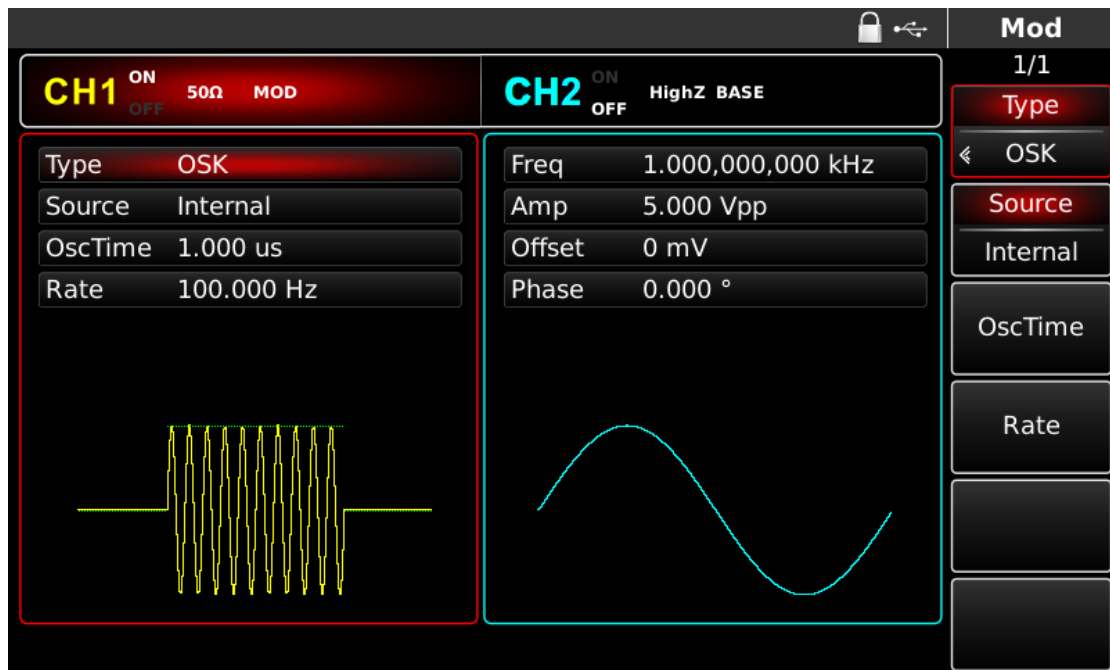 Mod
1/1
CH1 ON OFF 50Ω MOD
CH2 ON OFF HighZ BASE
Type OSK
Source Internal
OscTime 1.000 us
Rate 100.000 Hz
Freq 1.000,000,000 kHz
Amp 5.000 Vpp
Offset 0 mV
Phase 0.000 °
Type
OSK
Source
Internal
OscTime
Rate